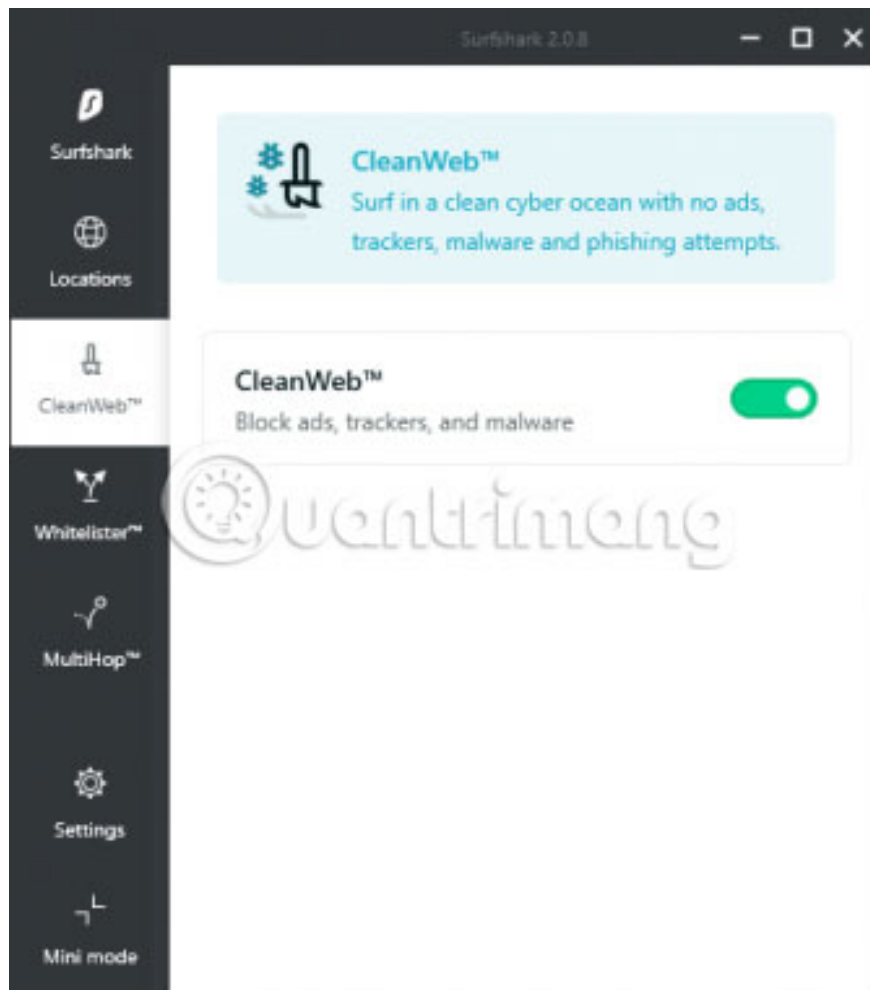 Surfshark 2.0.8
Surfshark
Locations
CleanWeb™
Whitelister™
MultiHop™
Settings
Mini mode
CleanWeb™
Surf in a clean cyber ocean with no ads,
trackers, malware and phishing attempts.
CleanWeb™
Block ads, trackers, and malware
Quantrimang